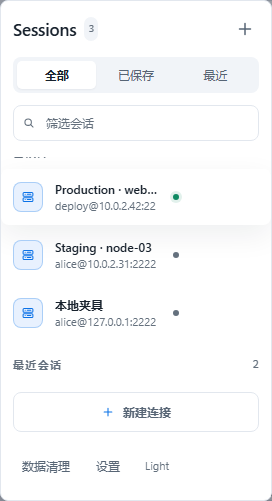 Sessions 3
全部 已保存 最近
筛选会话
Production · web...
deploy@10.0.2.42:22
Staging · node-03
alice@10.0.2.31:2222
本地夹具
alice@127.0.0.1:2222
最近会话 2
+ 新建连接
数据清理 设置 Light